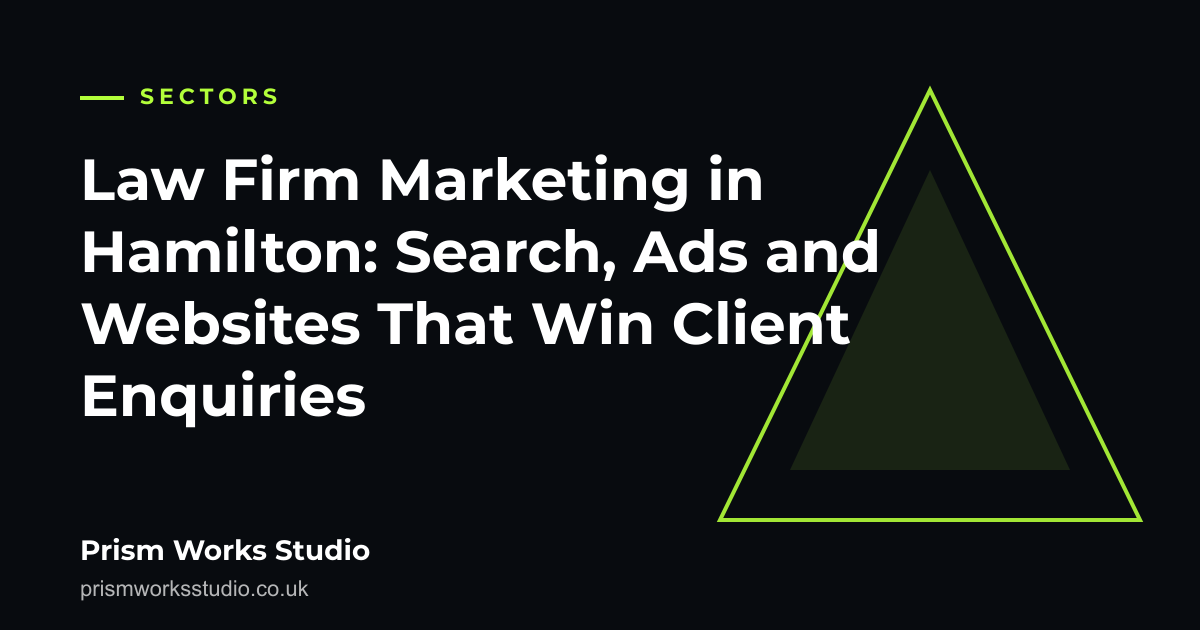 SECTORS
Law Firm Marketing in
Hamilton: Search, Ads and
Websites That Win Client
Enquiries
Prism Works Studio
prismworksstudio.co.uk